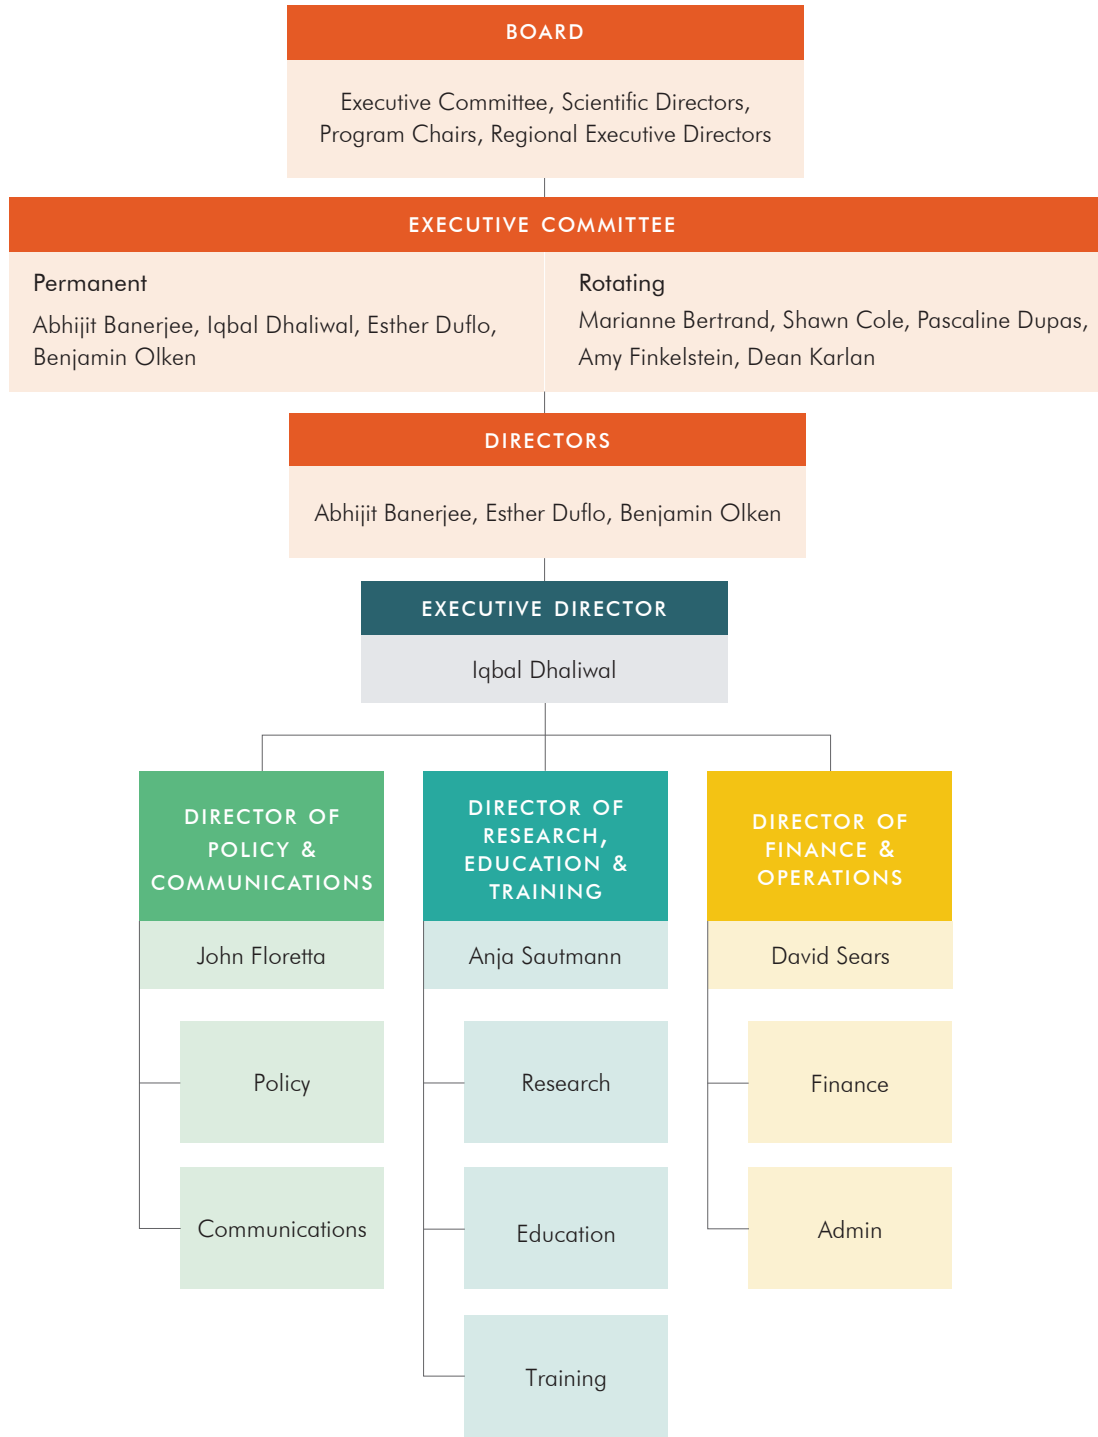 BOARD
Executive Committee, Scientific Directors,
Program Chairs, Regional Executive Directors
EXECUTIVE COMMITTEE
Permanent
Abhijit Banerjee, Iqbal Dhaliwal, Esther Duflo,
Benjamin Olken
Rotating
Marianne Bertrand, Shawn Cole, Pascaline Dupas,
Amy Finkelstein, Dean Karlan
DIRECTORS
Abhijit Banerjee, Esther Duflo, Benjamin Olken
EXECUTIVE DIRECTOR
Iqbal Dhaliwal
DIRECTOR OF
POLICY &
COMMUNICATIONS
John Floretta
Policy
Communications
DIRECTOR OF
RESEARCH,
EDUCATION &
TRAINING
Anja Sautmann
Research
Education
Training
DIRECTOR OF
FINANCE &
OPERATIONS
David Sears
Finance
Admin